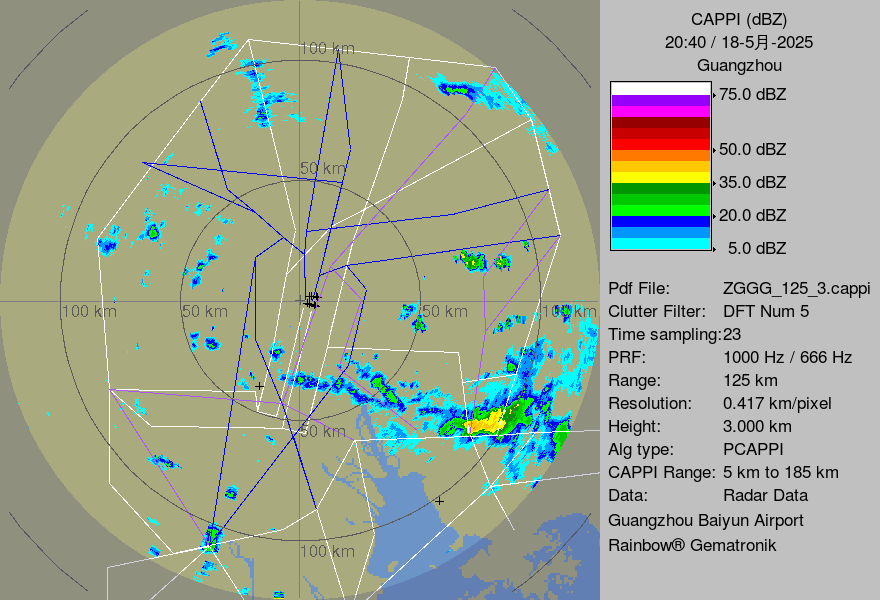 100 km
50 km
100 km
50 km
50 km
100 km
50 km
100 km
CAPPI (dBZ)
20:40 / 18-5月-2025
Guangzhou
75.0 dBZ
50.0 dBZ
35.0 dBZ
20.0 dBZ
5.0 dBZ
Pdf File: ZGGG_125_3.cappi
Clutter Filter: DFT Num 5
Time sampling:23
PRF: 1000 Hz / 666 Hz
Range: 125 km
Resolution: 0.417 km/pixel
Height: 3.000 km
Alg type: PCAPPI
CAPPI Range: 5 km to 185 km
Data: Radar Data
Guangzhou Baiyun Airport
Rainbow® Gematronik